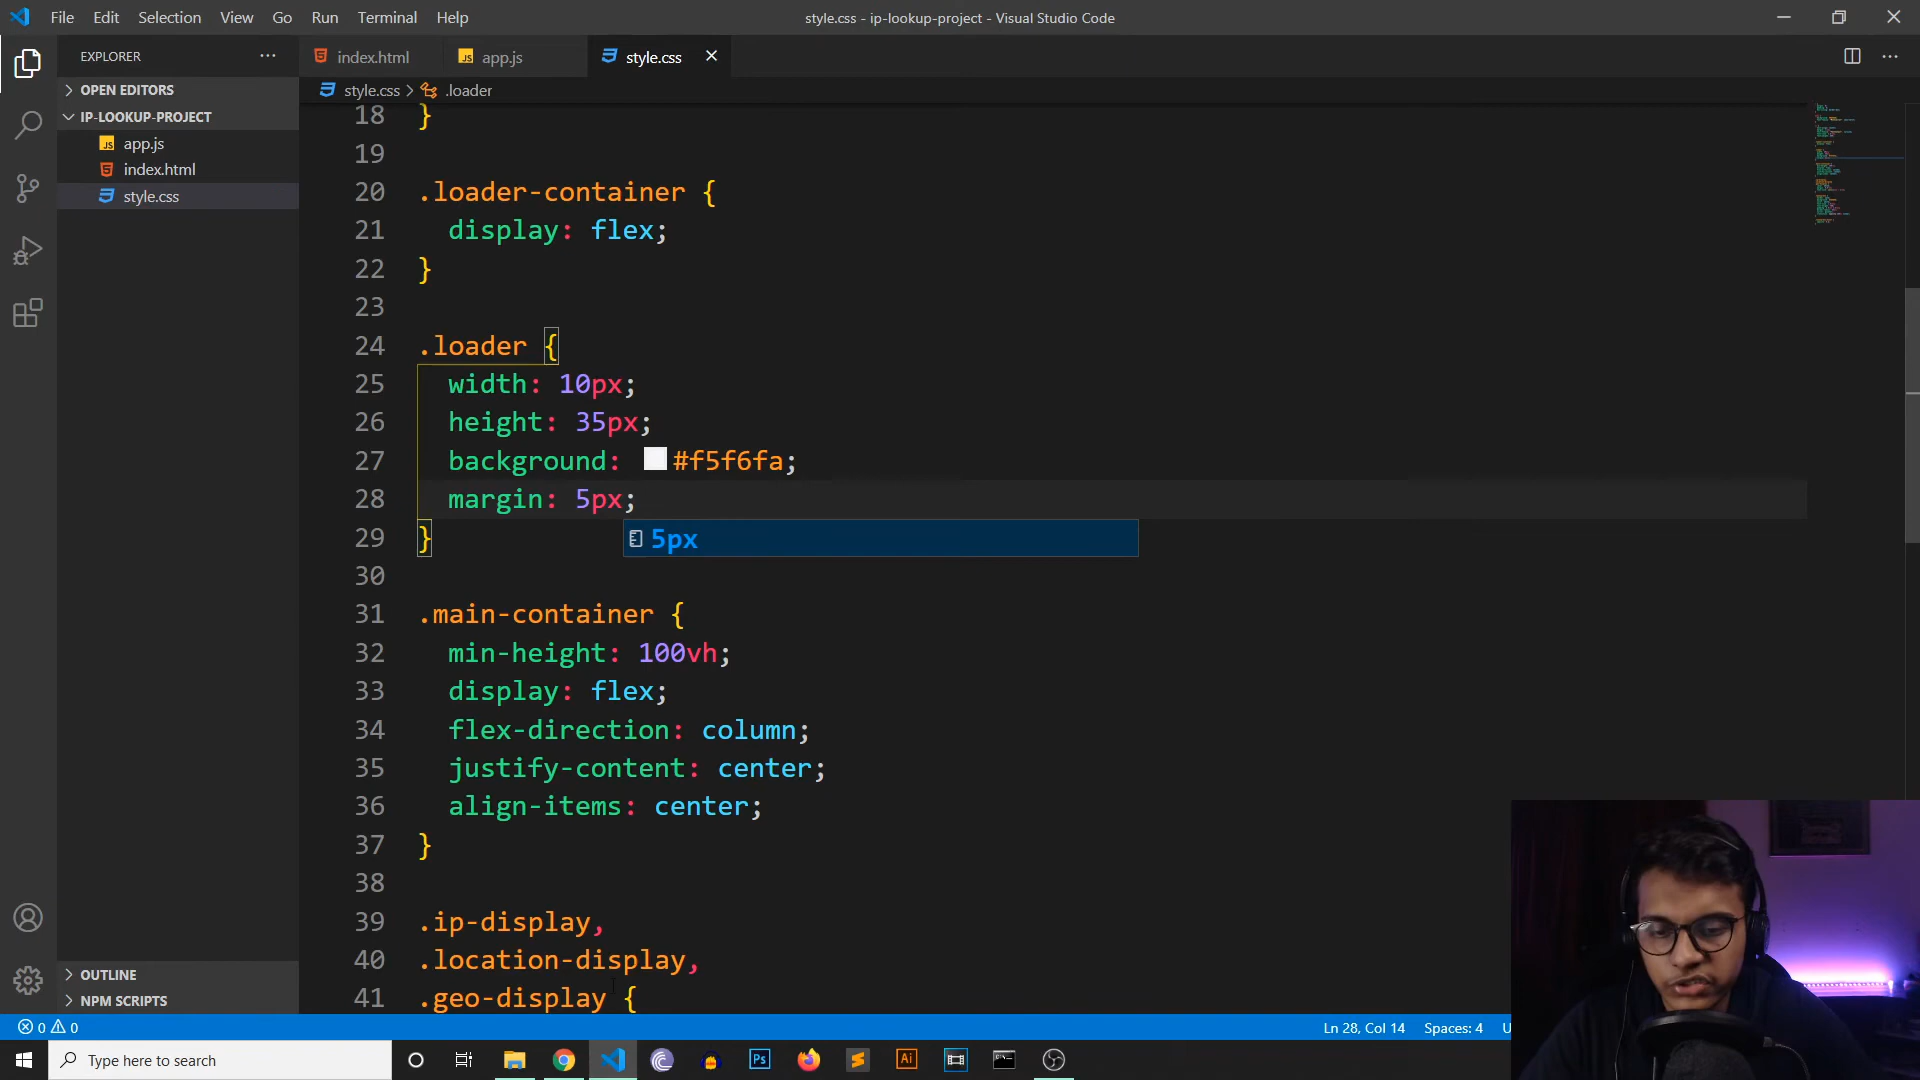 File Edit Selection View Go Run Terminal Help
style.css - ip-lookup-project - Visual Studio Code
EXPLORER
index.html
app.js
style.css
OPEN EDITORS
IP-LOOKUP-PROJECT
app.js
index.html
style.css
style.css > .loader
18 }
19
20 .loader-container {
21 display: flex;
22 }
23
24 .loader {
25 width: 10px;
26 height: 35px;
27 background: #f5f6fa;
28 margin: 5px;
29 }
5px
30
31 .main-container {
32 min-height: 100vh;
33 display: flex;
34 flex-direction: column;
35 justify-content: center;
36 align-items: center;
37 }
38
39 .ip-display,
40 .location-display,
41 .geo-display {
OUTLINE
NPM SCRIPTS
0 0
Ln 28, Col 14 Spaces: 4 U
Type here to search
Ps
Ai